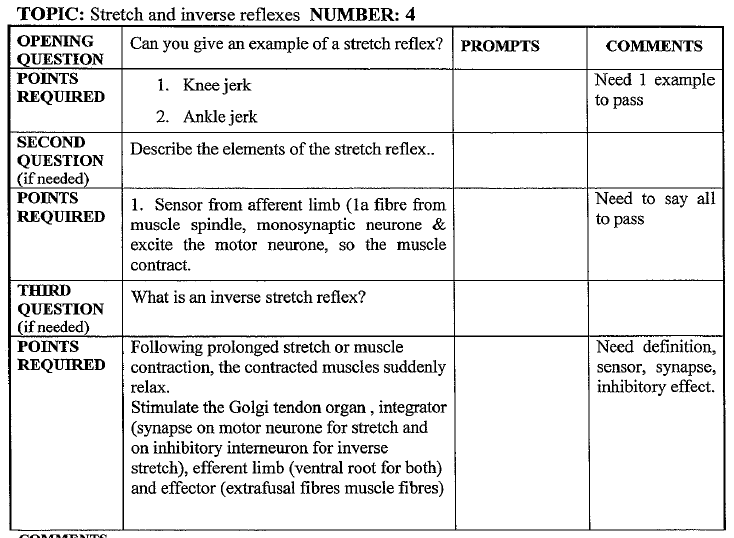 TOPIC: Stretch and inverse reflexes NUMBER: 4
OPENING QUESTION
Can you give an example of a stretch reflex?
PROMPTS
COMMENTS
POINTS REQUIRED
1. Knee jerk
2. Ankle jerk
Need 1 example
to pass
SECOND QUESTION (if needed)
Describe the elements of the stretch reflex..
POINTS REQUIRED
1. Sensor from afferent limb (1a fibre from
muscle spindle, monosynaptic neurone &
excite the motor neurone, so the muscle
contract.
Need to say all
to pass
THIRD QUESTION (if needed)
What is an inverse stretch reflex?
POINTS REQUIRED
Following prolonged stretch or muscle
contraction, the contracted muscles suddenly
relax.
Stimulate the Golgi tendon organ , integrator
(synapse on motor neurone for stretch and
on inhibitory interneuron for inverse
stretch), efferent limb (ventral root for both)
and effector (extrafusal fibres muscle fibres)
Need definition,
sensor, synapse,
inhibitory effect.
COMMENTS